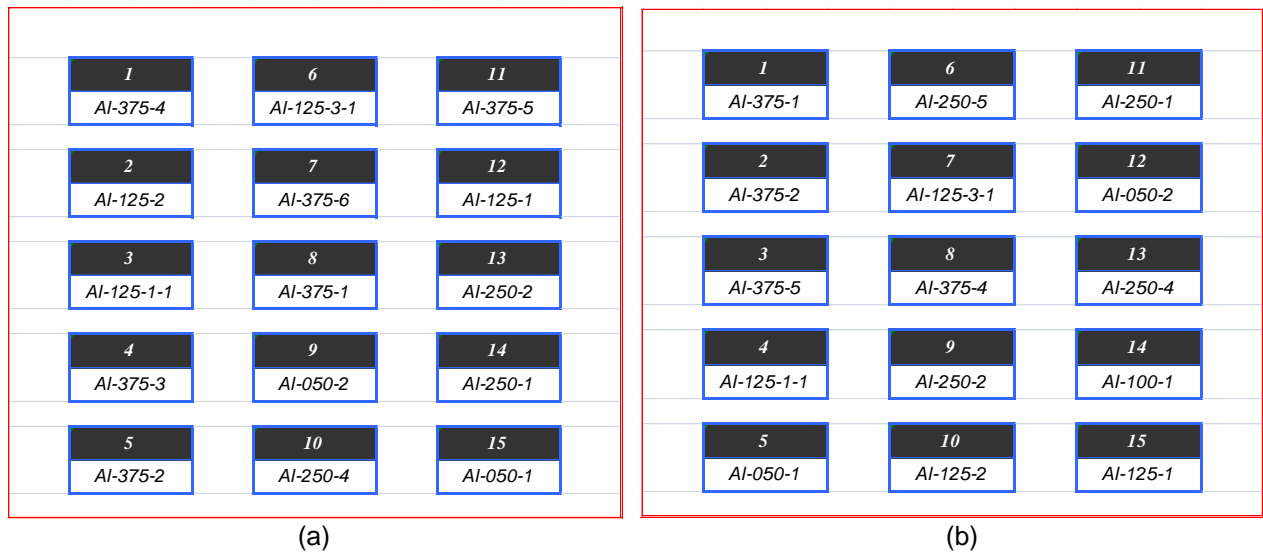 1 6 11
Al-375-4 Al-125-3-1 Al-375-5
2 7 12
Al-125-2 Al-375-6 Al-125-1
3 8 13
Al-125-1-1 Al-375-1 Al-250-2
4 9 14
Al-375-3 Al-050-2 Al-250-1
5 10 15
Al-375-2 Al-250-4 Al-050-1
(a)
1 6 11
Al-375-1 Al-250-5 Al-250-1
2 7 12
Al-375-2 Al-125-3-1 Al-050-2
3 8 13
Al-375-5 Al-375-4 Al-250-4
4 9 14
Al-125-1-1 Al-250-2 Al-100-1
5 10 15
Al-050-1 Al-125-2 Al-125-1
(b)